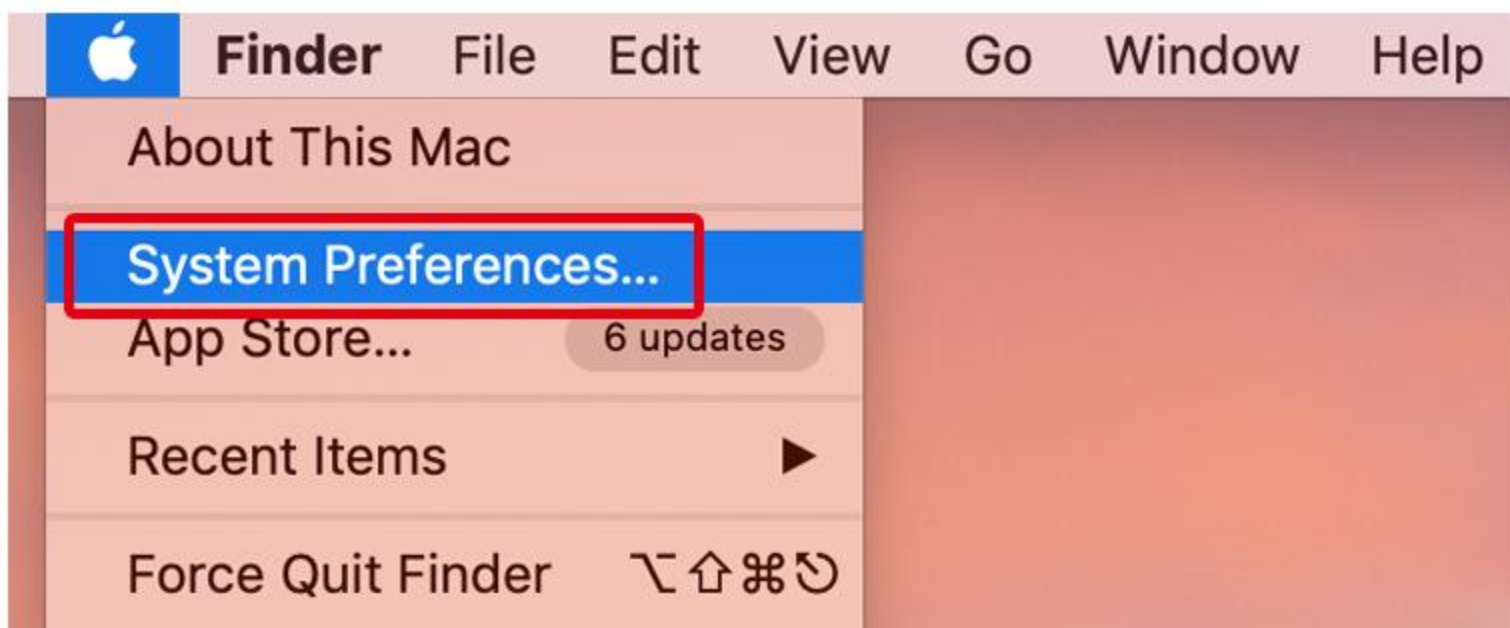 Finder File Edit View Go Window Help
About This Mac
System Preferences...
App Store... 6 updates
Recent Items ▶
Force Quit Finder ⌥⇧⌘⎋